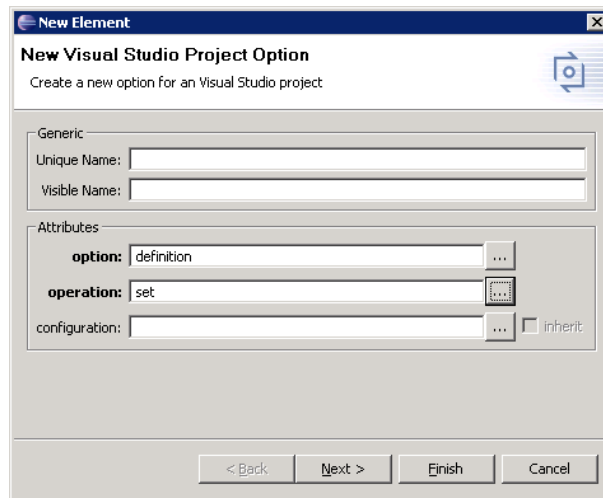 New Element
New Visual Studio Project Option
Create a new option for an Visual Studio project
Generic
Unique Name:
Visible Name:
Attributes
option: definition ...
operation: set ...
configuration: ... inherit
< Back Next > Finish Cancel